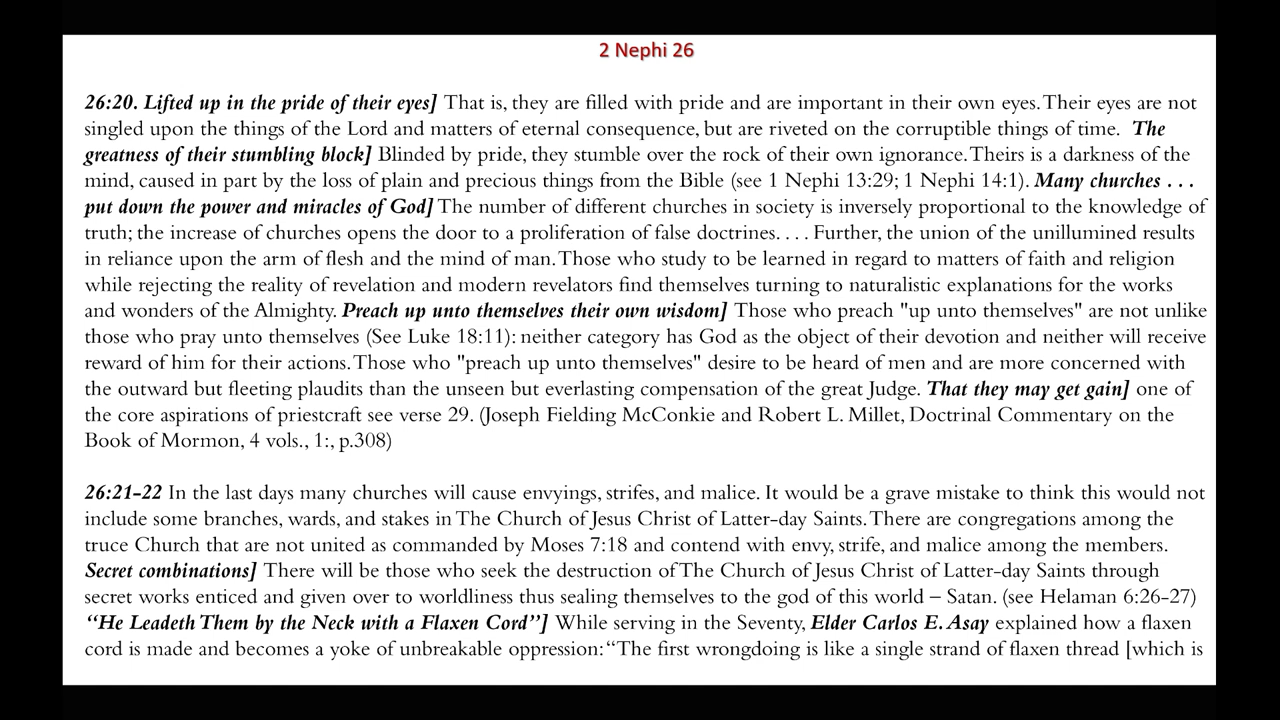 2 Nephi 26
26:20. Lifted up in the pride of their eyes] That is, they are filled with pride and are important in their own eyes. Their eyes are not
singled upon the things of the Lord and matters of eternal consequence, but are riveted on the corruptible things of time. The
greatness of their stumbling block] Blinded by pride, they stumble over the rock of their own ignorance. Theirs is a darkness of the
mind, caused in part by the loss of plain and precious things from the Bible (see 1 Nephi 13:29; 1 Nephi 14:1). Many churches . . .
put down the power and miracles of God] The number of different churches in society is inversely proportional to the knowledge of
truth; the increase of churches opens the door to a proliferation of false doctrines. . . . Further, the union of the unillumined results
in reliance upon the arm of flesh and the mind of man. Those who study to be learned in regard to matters of faith and religion
while rejecting the reality of revelation and modern revelators find themselves turning to naturalistic explanations for the works
and wonders of the Almighty. Preach up unto themselves their own wisdom] Those who preach "up unto themselves" are not unlike
those who pray unto themselves (See Luke 18:11): neither category has God as the object of their devotion and neither will receive
reward of him for their actions. Those who "preach up unto themselves" desire to be heard of men and are more concerned with
the outward but fleeting plaudits than the unseen but everlasting compensation of the great Judge. That they may get gain] one of
the core aspirations of priestcraft see verse 29. (Joseph Fielding McConkie and Robert L. Millet, Doctrinal Commentary on the
Book of Mormon, 4 vols., 1:, p.308)
26:21-22 In the last days many churches will cause envyings, strifes, and malice. It would be a grave mistake to think this would not
include some branches, wards, and stakes in The Church of Jesus Christ of Latter-day Saints. There are congregations among the
truce Church that are not united as commanded by Moses 7:18 and contend with envy, strife, and malice among the members.
Secret combinations] There will be those who seek the destruction of The Church of Jesus Christ of Latter-day Saints through
secret works enticed and given over to worldliness thus sealing themselves to the god of this world – Satan. (see Helaman 6:26-27)
“He Leadeth Them by the Neck with a Flaxen Cord”] While serving in the Seventy, Elder Carlos E. Asay explained how a flaxen
cord is made and becomes a yoke of unbreakable oppression: “The first wrongdoing is like a single strand of flaxen thread [which is